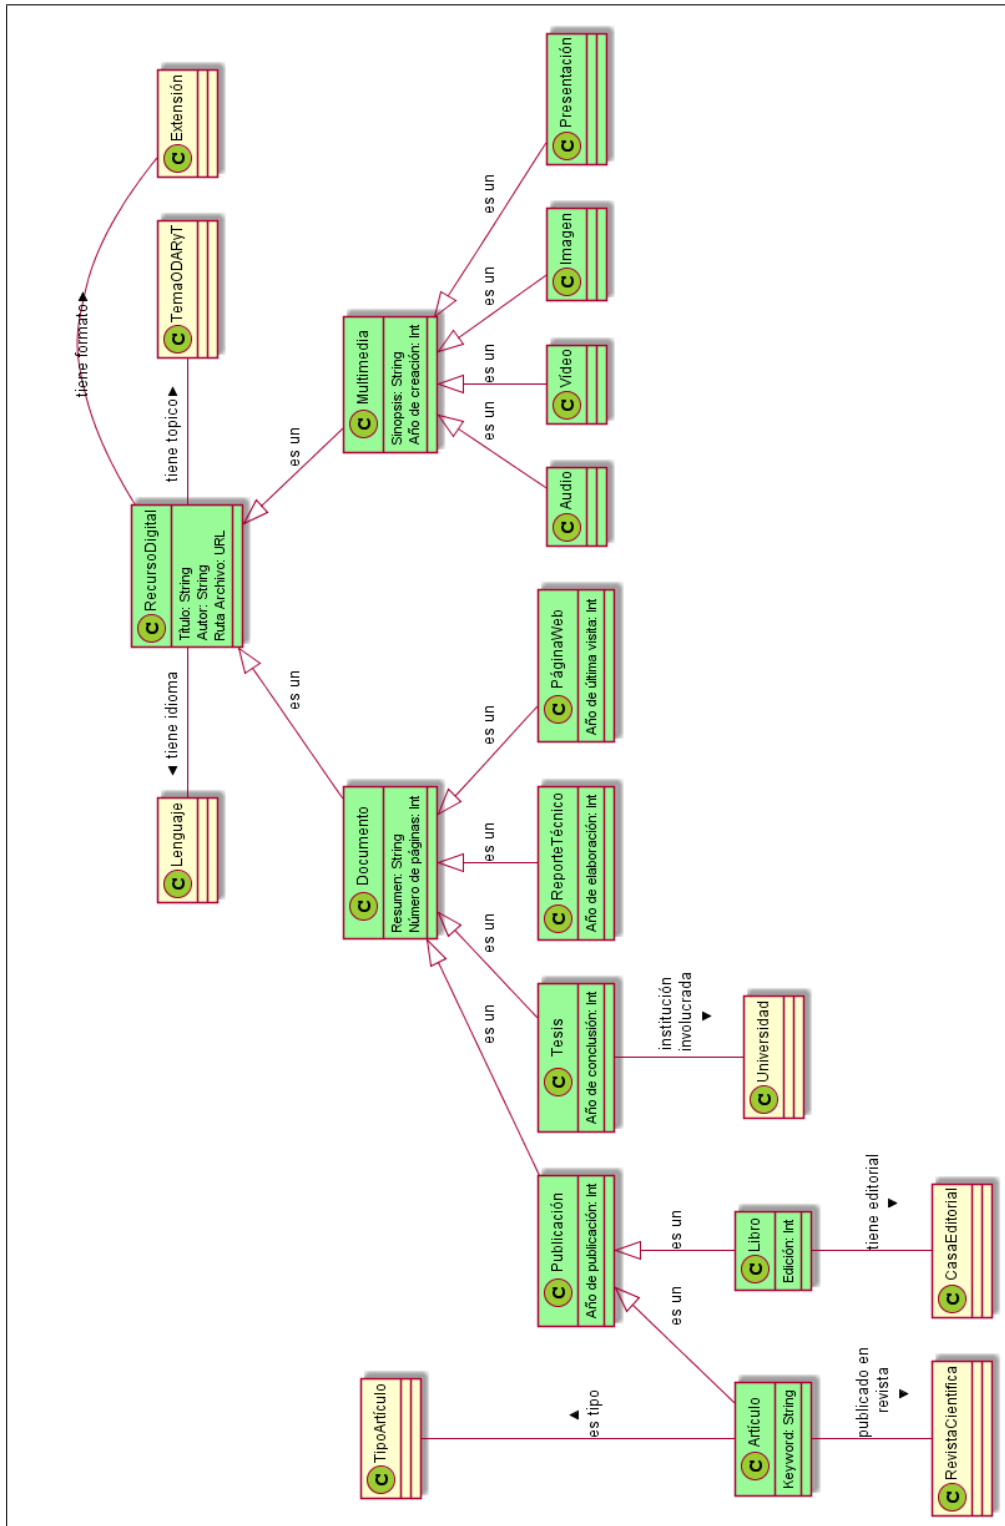 tiene formato▶
C Extensión
tiene topico▶
C TemaODARyT
C RecursoDigital
Título: String
Autor: String
Ruta Archivo: URL
◀ tiene idioma
C Lenguaje
es un
es un
C Multimedia
Sinopsis: String
Año de creación: Int
C Documento
Resumen: String
Número de páginas: Int
es un
es un
es un
es un
C Presentación
C Imagen
C Vídeo
C Audio
es un
es un
es un
es un
C PáginaWeb
Año de última visita: Int
C ReporteTécnico
Año de elaboración: Int
C Tesis
Año de conclusión: Int
C Publicación
Año de publicación: Int
institución
involucrada
▼
C Universidad
es un
es un
C Libro
Edición: Int
C Artículo
Keyword: String
es tipo
▲
C TipoArtículo
tiene editorial
▼
C CasaEditorial
publicado en
revista
▼
C RevistaCientífica